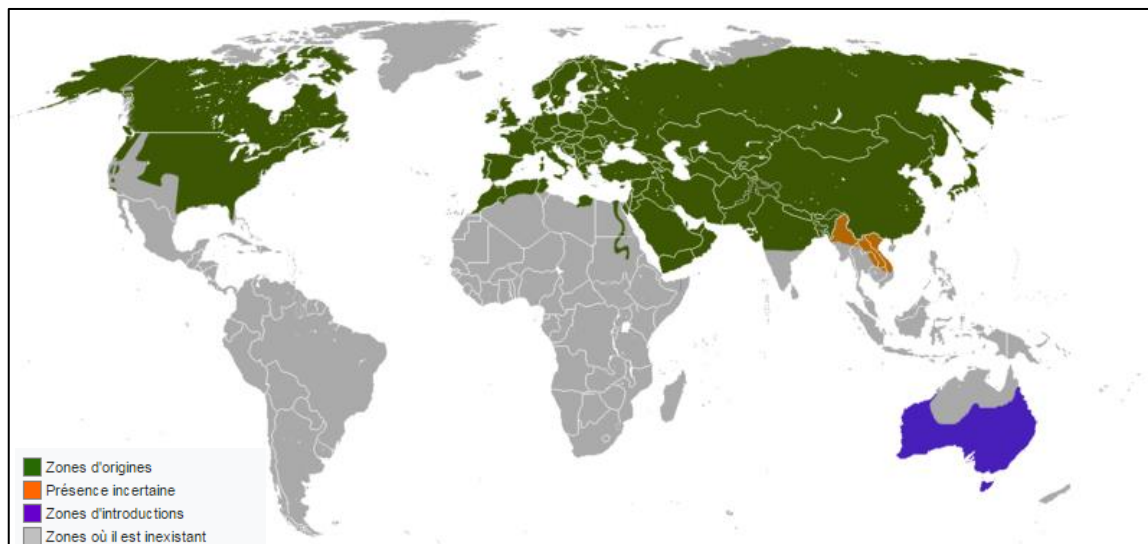 Zones d'origines
Présence incertaine
Zones d'introductions
Zones où il est inexistant